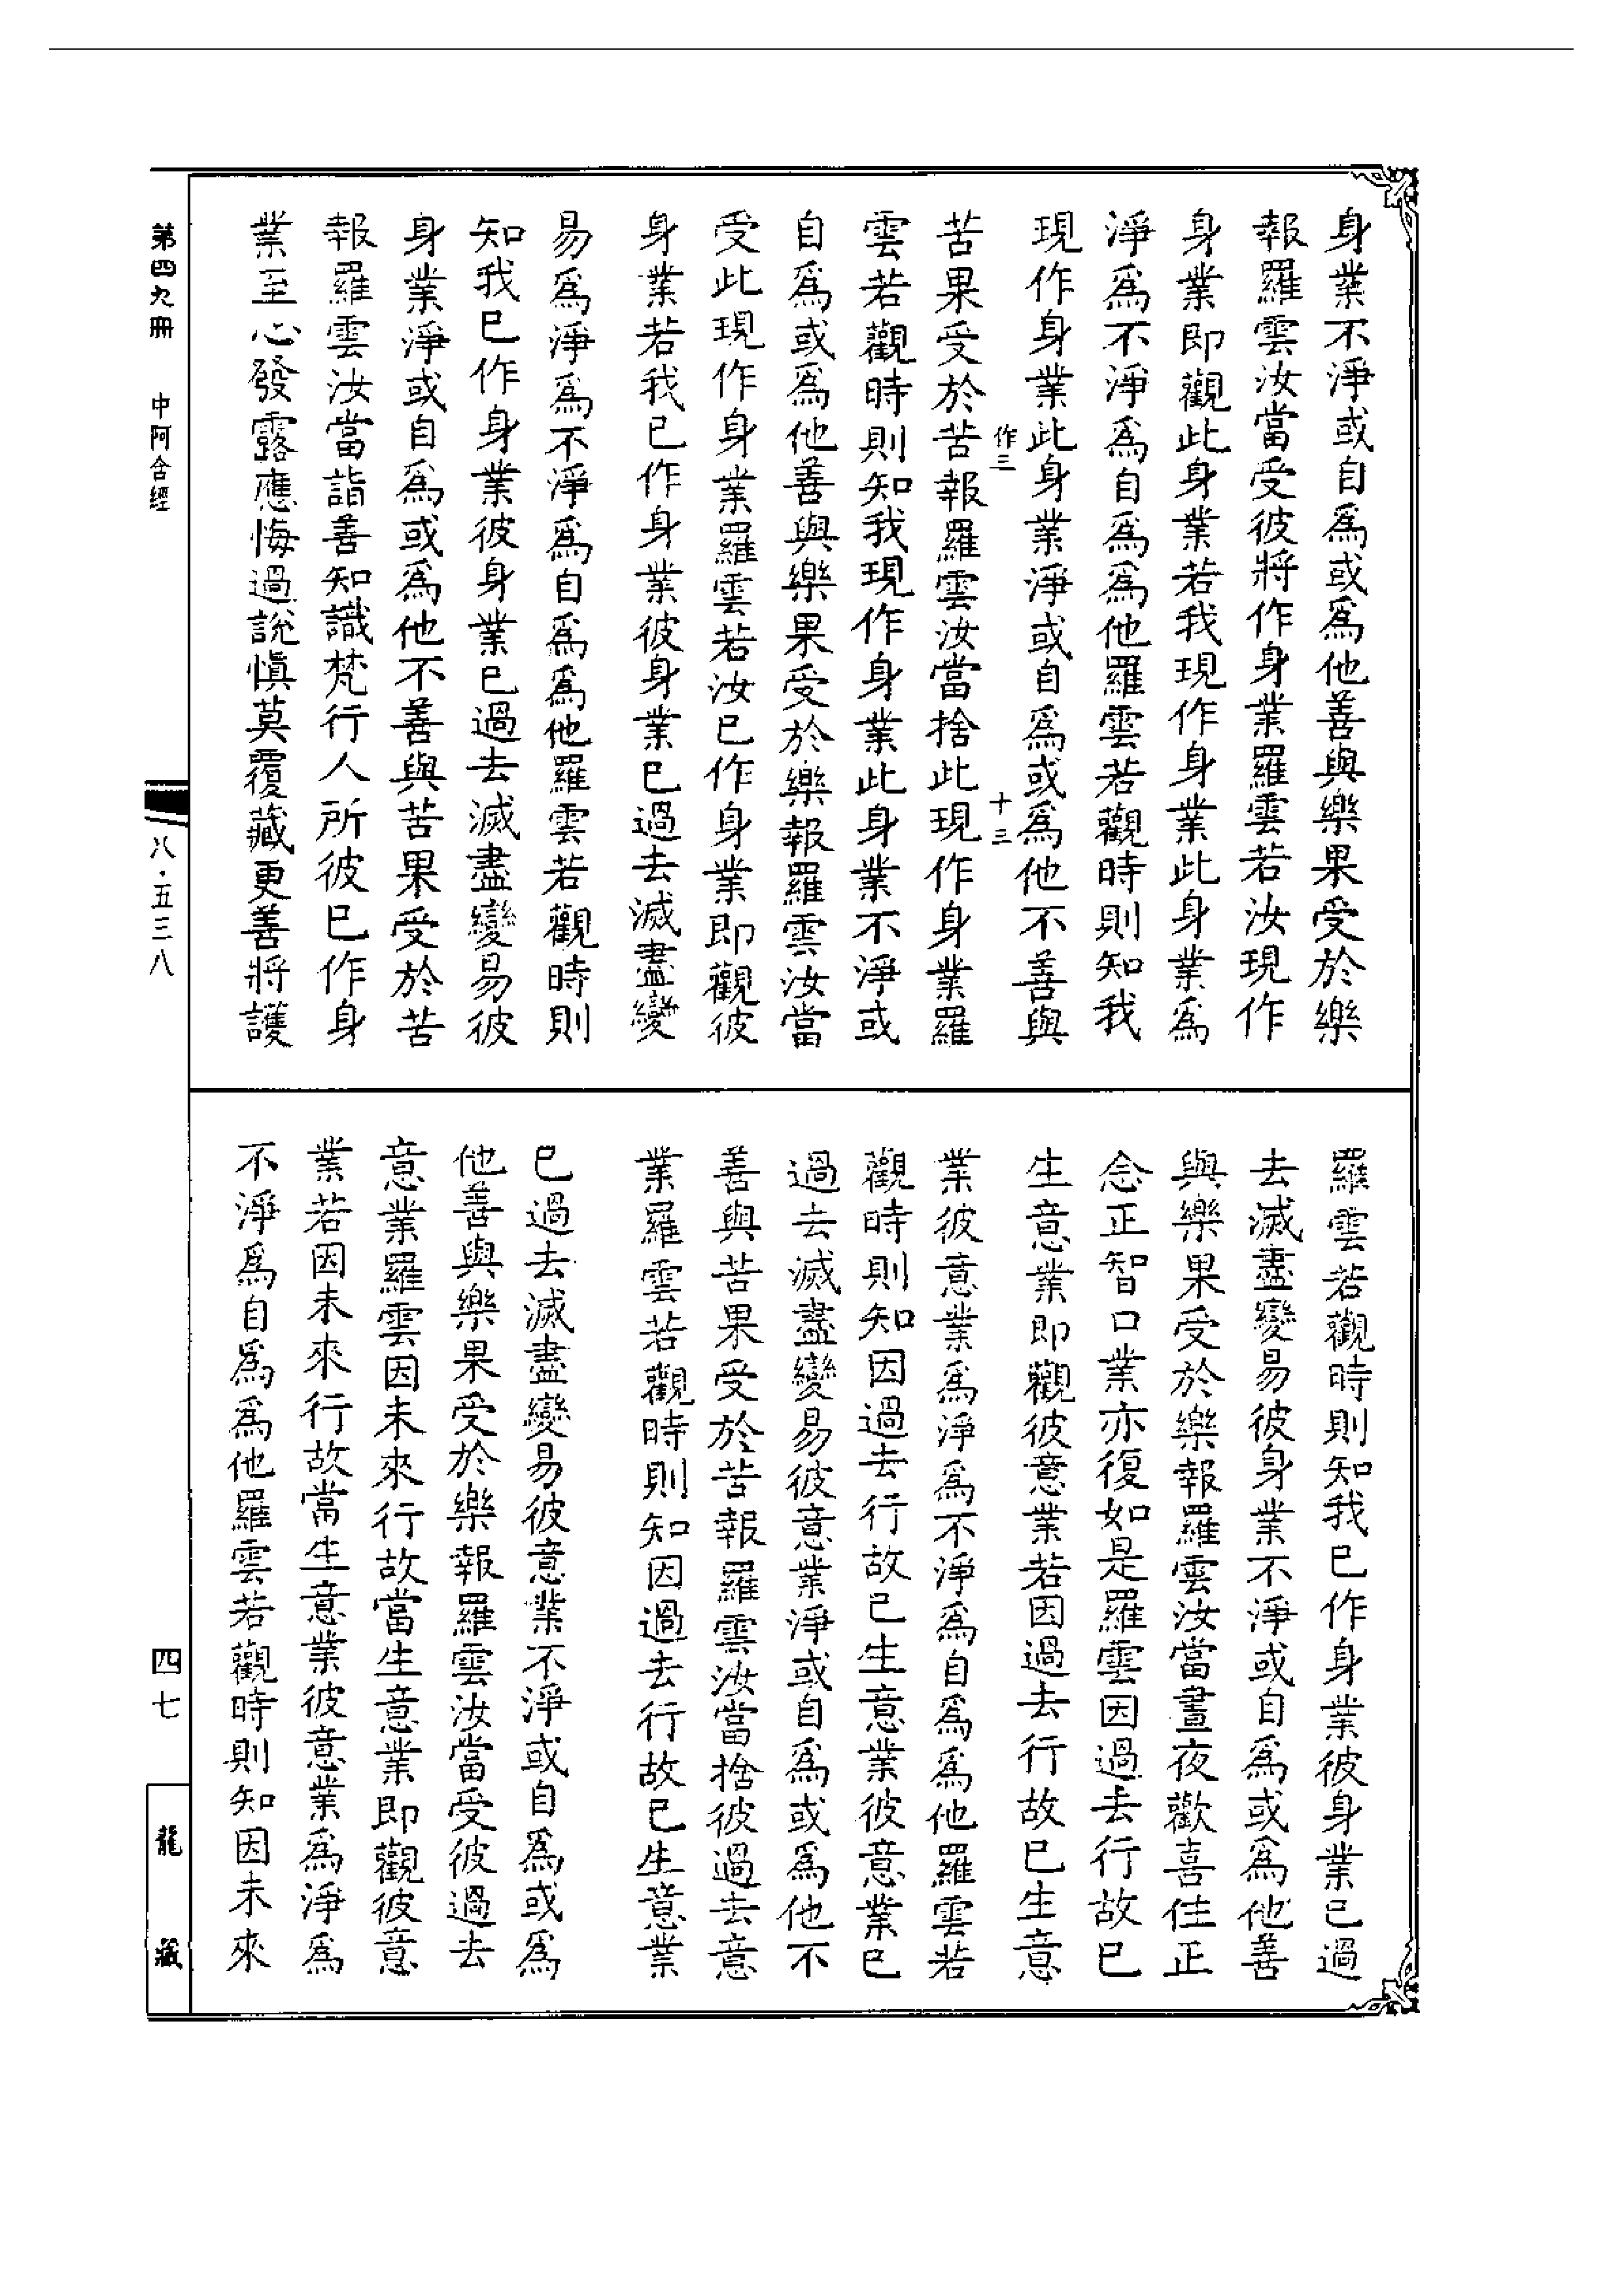 身業不淨或自爲或爲他善與樂果受於樂
報羅雲汝當受彼將作身業羅雲若汝現作
身業即觀此身業若我現作身業此身業爲
淨爲不淨爲自爲爲他羅雲若觀時則知我
現作身業此身業淨或自爲或爲他不善與
作三 十三
苦果受於苦報羅雲汝當捨此現作身業羅
雲若觀時則知我現作身業此身業不淨或
自爲或爲他善與樂果受於樂報羅雲汝當
受此現作身業羅雲若汝已作身業即觀彼
身業若我已作身業彼身業已過去滅盡變
易爲淨爲不淨爲自爲爲他羅雲若觀時則
知我已作身業彼身業已過去滅盡變易彼
身業淨或自爲或爲他不善與苦果受於苦
報羅雲汝當詣善知識梵行人所彼已作身
業至心發露應悔過說慎莫覆藏更善將護
羅雲若觀時則知我已作身業彼身業已過
去滅盡變易彼身業不淨或自爲或爲他善
與樂果受於樂報羅雲汝當晝夜歡喜住正
念正智口業亦復如是羅雲因過去行故已
生意業即觀彼意業若因過去行故已生意
業彼意業爲淨爲不淨爲自爲爲他羅雲若
觀時則知因過去行故已生意業彼意業已
過去滅盡變易彼意業淨或自爲或爲他不
善與苦果受於苦報羅雲汝當捨彼過去意
業羅雲若觀時則知因過去行故已生意業
已過去滅盡變易彼意業不淨或自爲或爲
他善與樂果受於樂報羅雲汝當受彼過去
意業羅雲因未來行故當生意業即觀彼意
業若因未來行故當生意業彼意業爲淨爲
不淨爲自爲爲他羅雲若觀時則知因未來
第四九冊 中阿含經
八·五三八
四七
龍藏